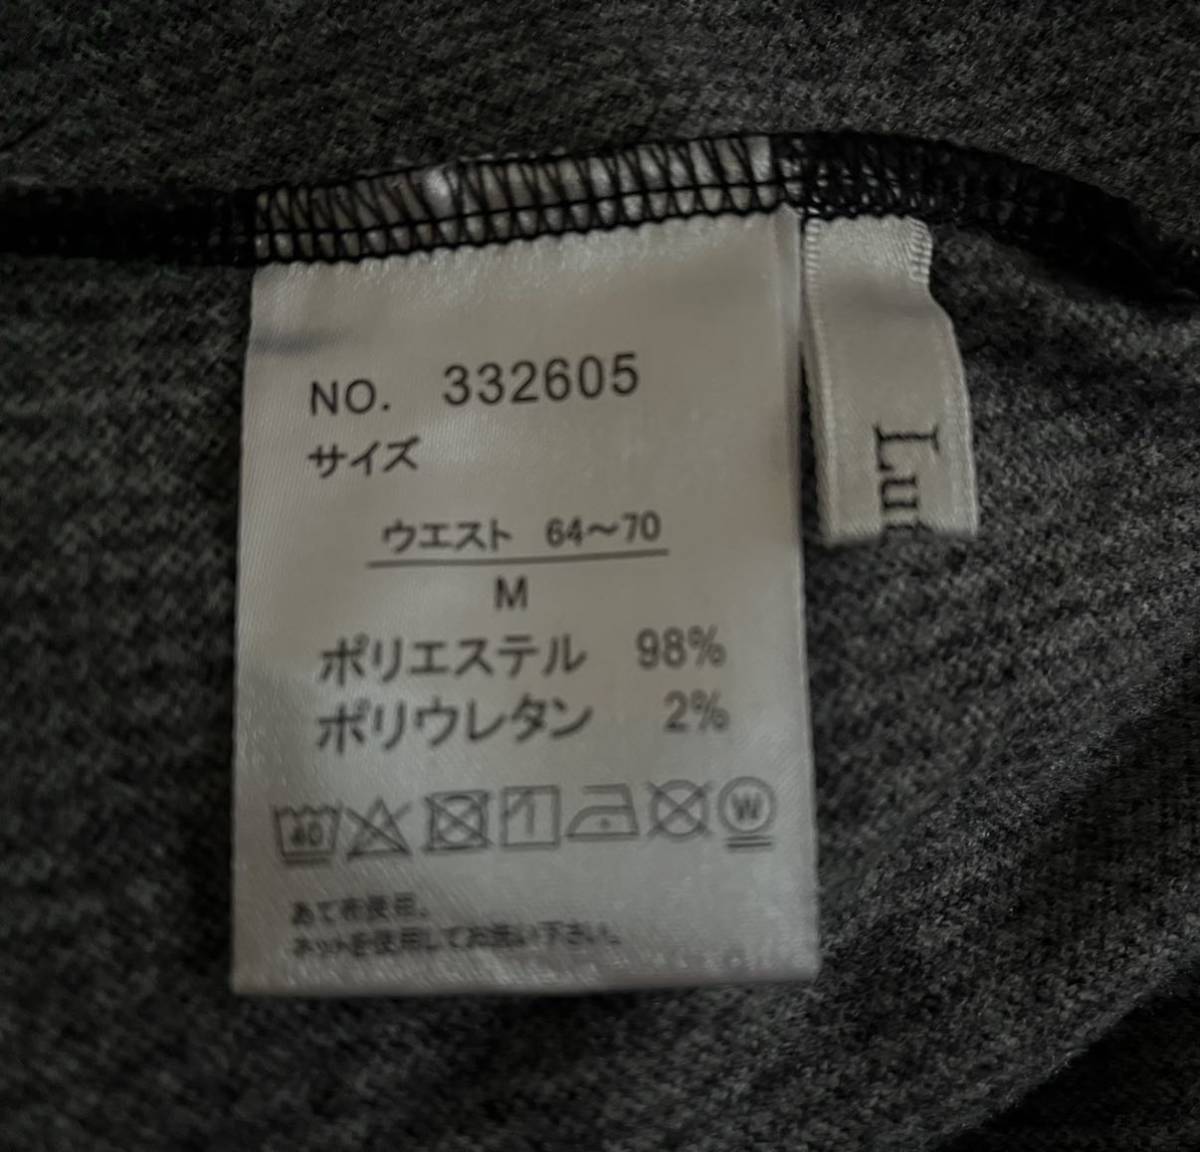 NO. 332605
サイズ
ウエスト 64～70
M
ポリエステル 98%
ポリウレタン 2%
40 W
あて布使用。
ネットを使用してお洗い下さい。